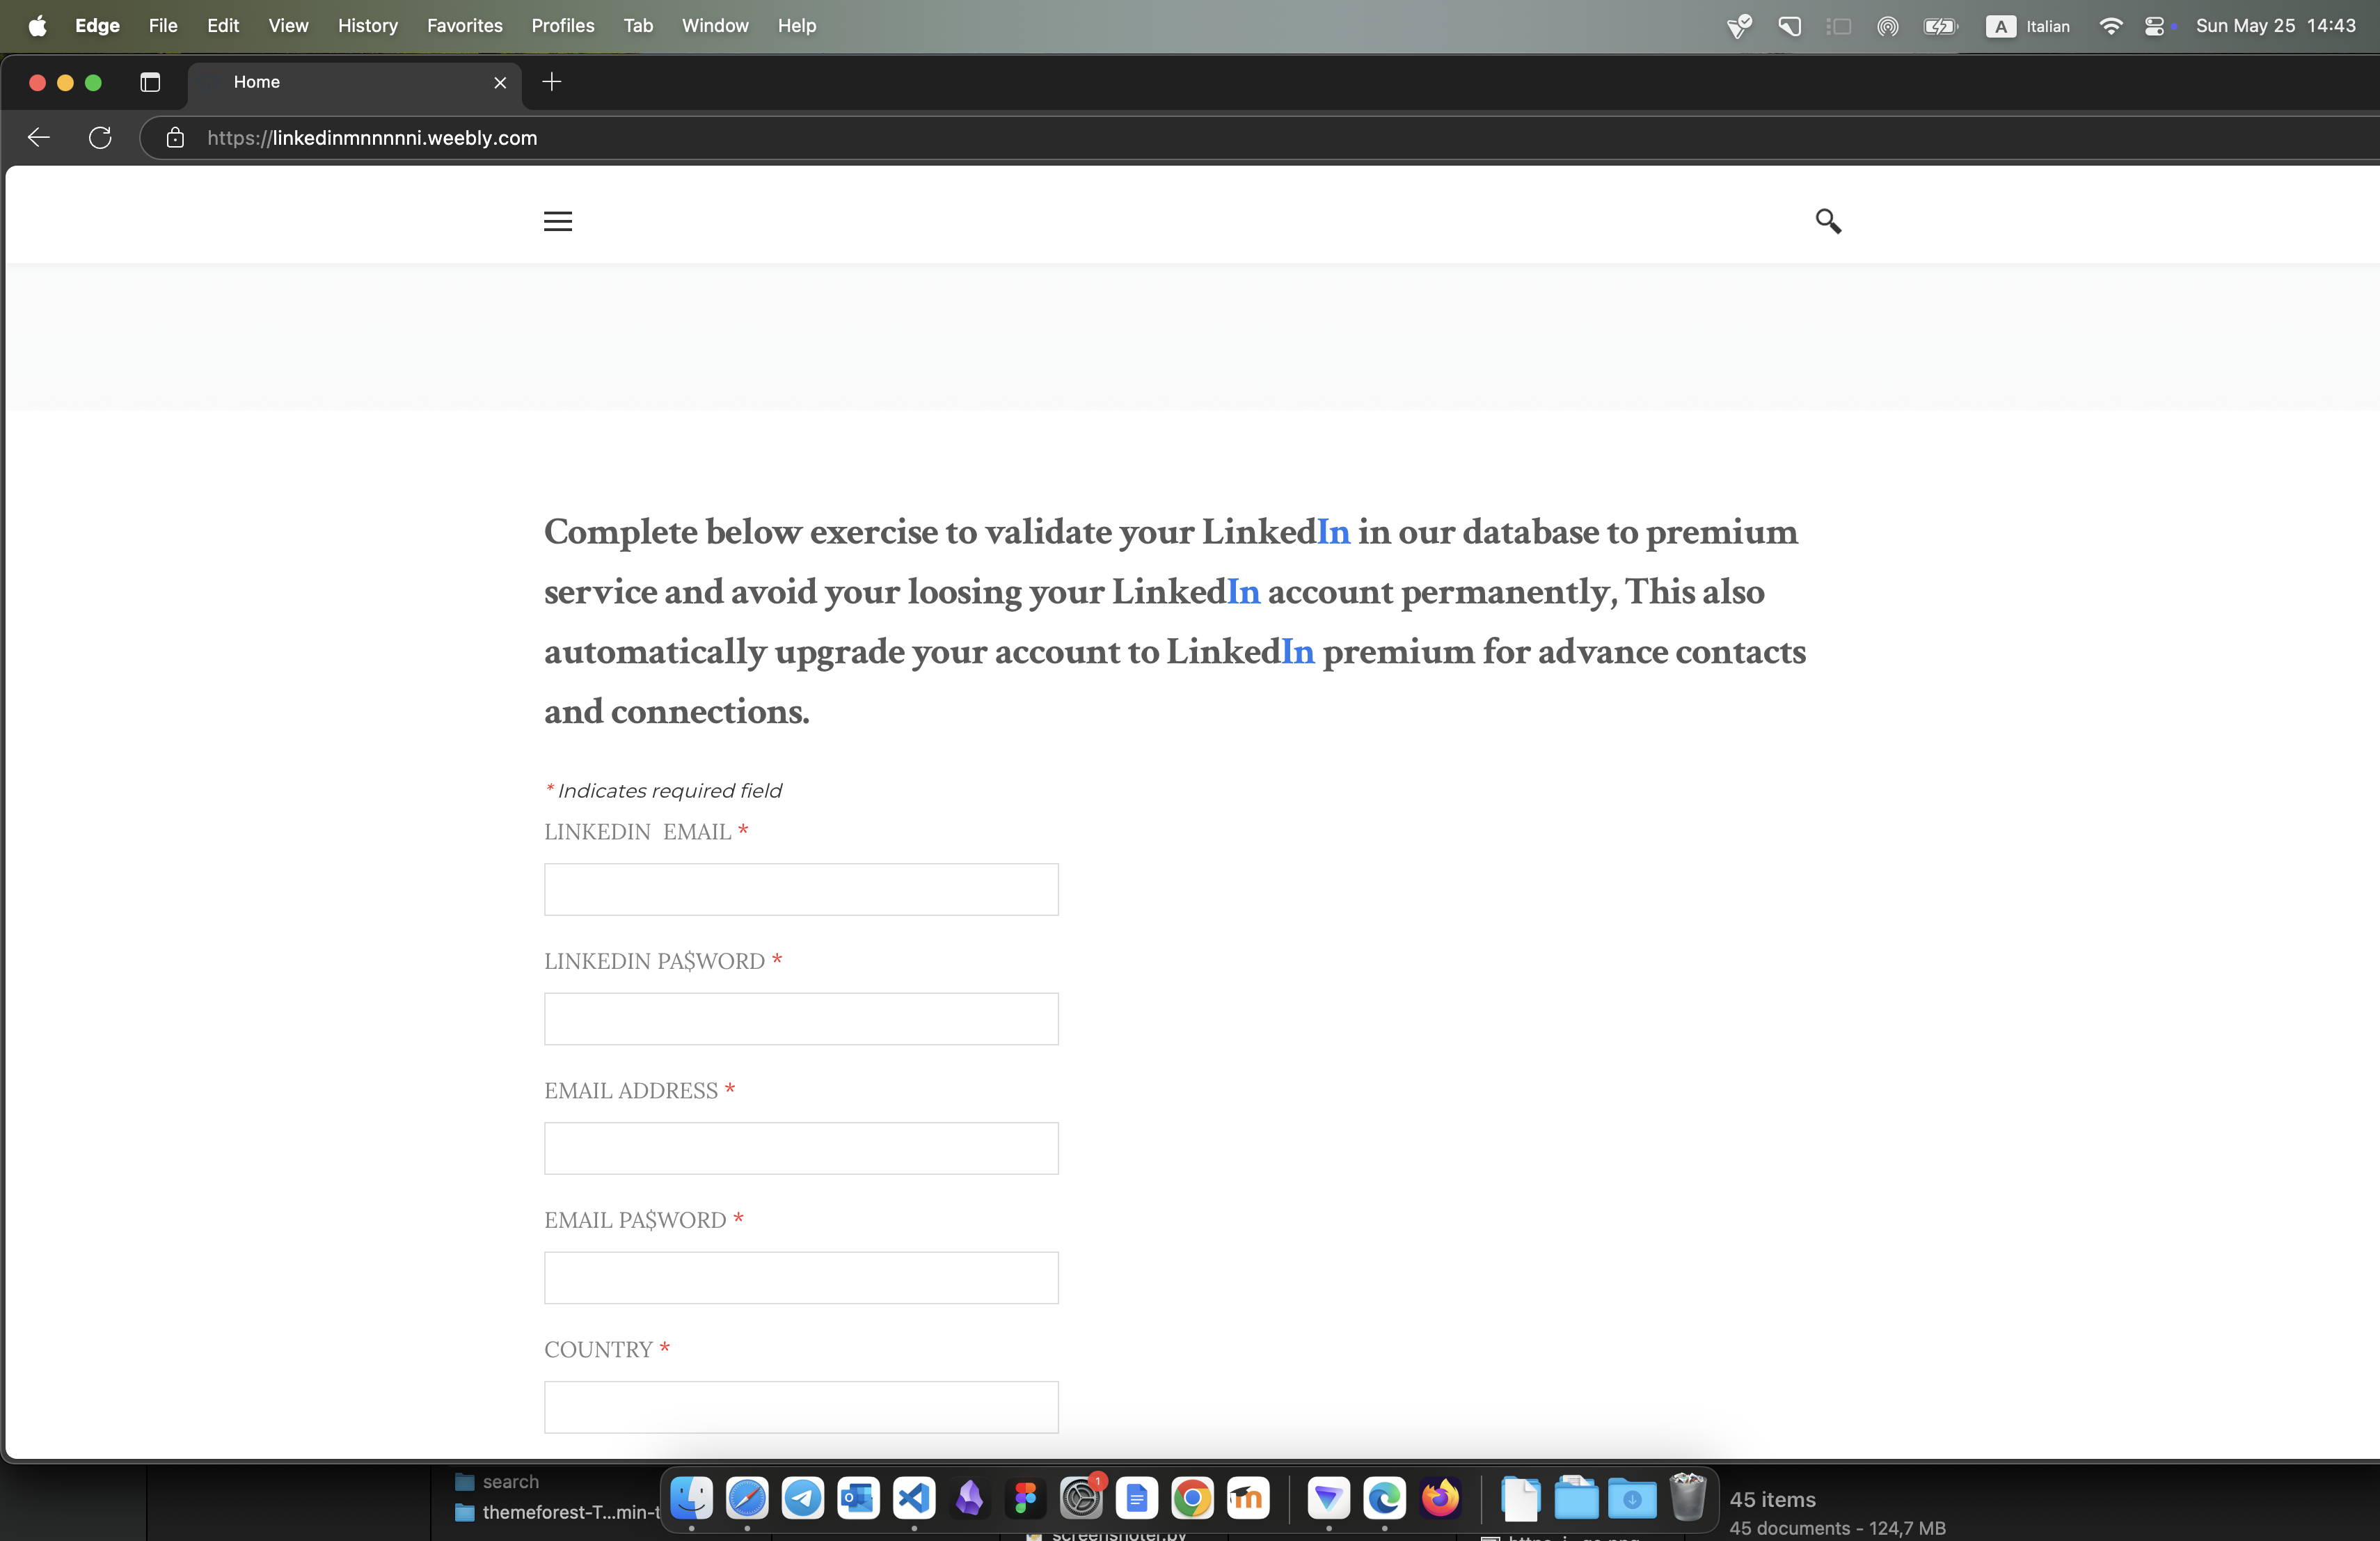 Edge File Edit View History Favorites Profiles Tab Window Help A Italian Sun May 25 14:43
Home
https://linkedinmnnnnni.weebly.com
Complete below exercise to validate your LinkedIn in our database to premium
service and avoid your loosing your LinkedIn account permanently, This also
automatically upgrade your account to LinkedIn premium for advance contacts
and connections.
* Indicates required field
LINKEDIN EMAIL *
LINKEDIN PA$WORD *
EMAIL ADDRESS *
EMAIL PA$WORD *
COUNTRY *
search
themeforest-T...min-t
1
45 items
45 documents - 124,7 MB
screenshoter.py